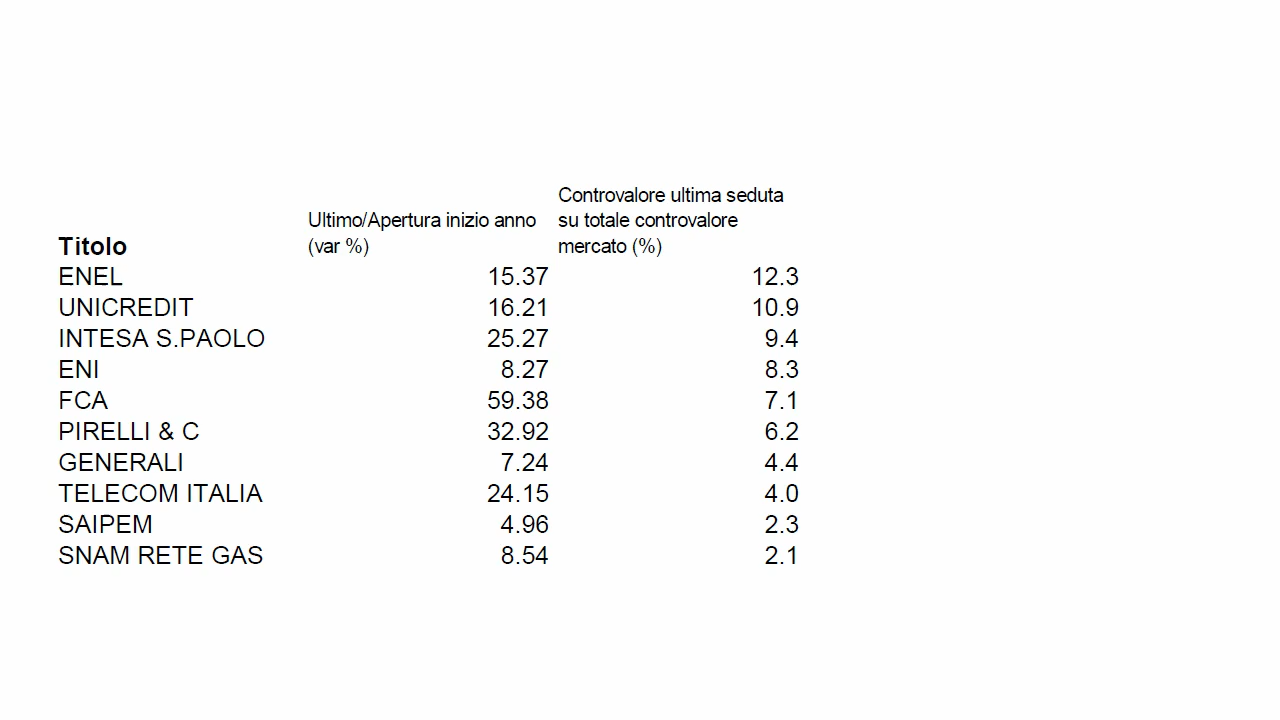 Controvalore ultima seduta
Ultimo/Apertura inizio anno su totale controvalore
Titolo (var %) mercato (%)
ENEL 15.37 12.3
UNICREDIT 16.21 10.9
INTESA S.PAOLO 25.27 9.4
ENI 8.27 8.3
FCA 59.38 7.1
PIRELLI & C 32.92 6.2
GENERALI 7.24 4.4
TELECOM ITALIA 24.15 4.0
SAIPEM 4.96 2.3
SNAM RETE GAS 8.54 2.1